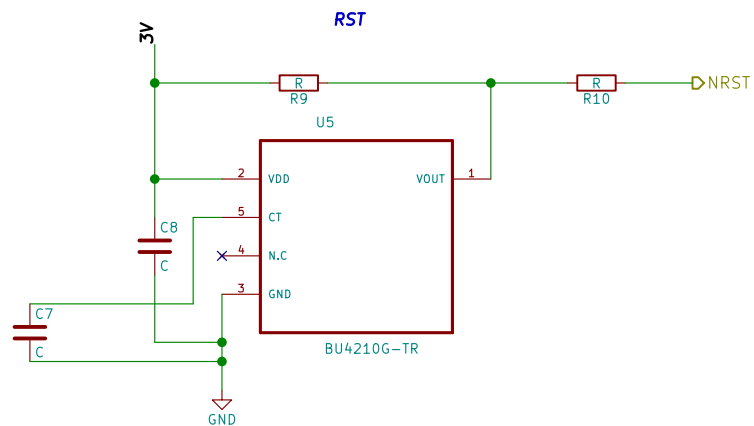 RST
3V
R
R9
R
R10
NRST
U5
2
VDD
VOUT
1
5
CT
C8
4
N.C
C
3
GND
C7
C
BU4210G-TR
GND